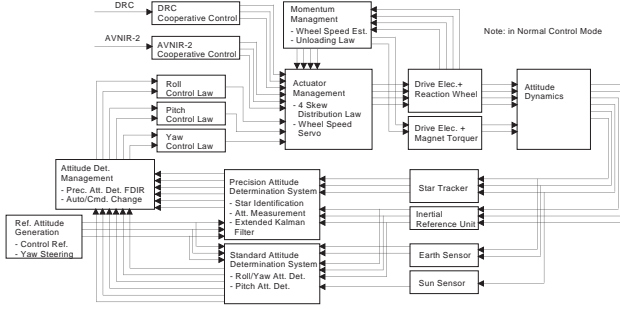 DRC
DRC
Cooperative Control
Momentum
Managment
- Wheel Speed Est.
- Unloading Law
Note: in Normal Control Mode
AVNIR-2
AVNIR-2
Cooperative Control
Roll
Control Law
Pitch
Control Law
Yaw
Control Law
Actuator
Management
- 4 Skew
Distribution Law
- Wheel Speed
Servo
Drive Elec.+
Reaction Wheel
Drive Elec. +
Magnet Torquer
Attitude
Dynamics
Attitude Det.
Management
- Prec. Att. Det. FDIR
- Auto/Cmd. Change
Precision Attitude
Determination System
- Star Identification
- Att. Measurement
- Extended Kalman
Filter
Star Tracker
Inertial
Reference Unit
Ref. Attitude
Generation
- Control Ref.
- Yaw Steering
Standard Attitude
Determination System
- Roll/Yaw Att. Det.
- Pitch Att. Det.
Earth Sensor
Sun Sensor